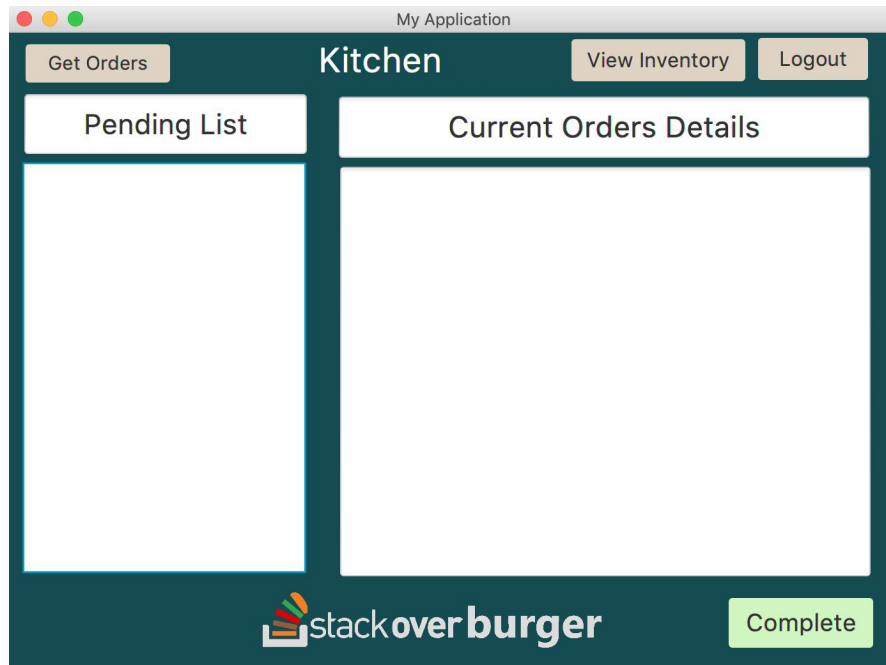 My Application
Get Orders
Kitchen
View Inventory
Logout
Pending List
Current Orders Details
stackoverburger
Complete